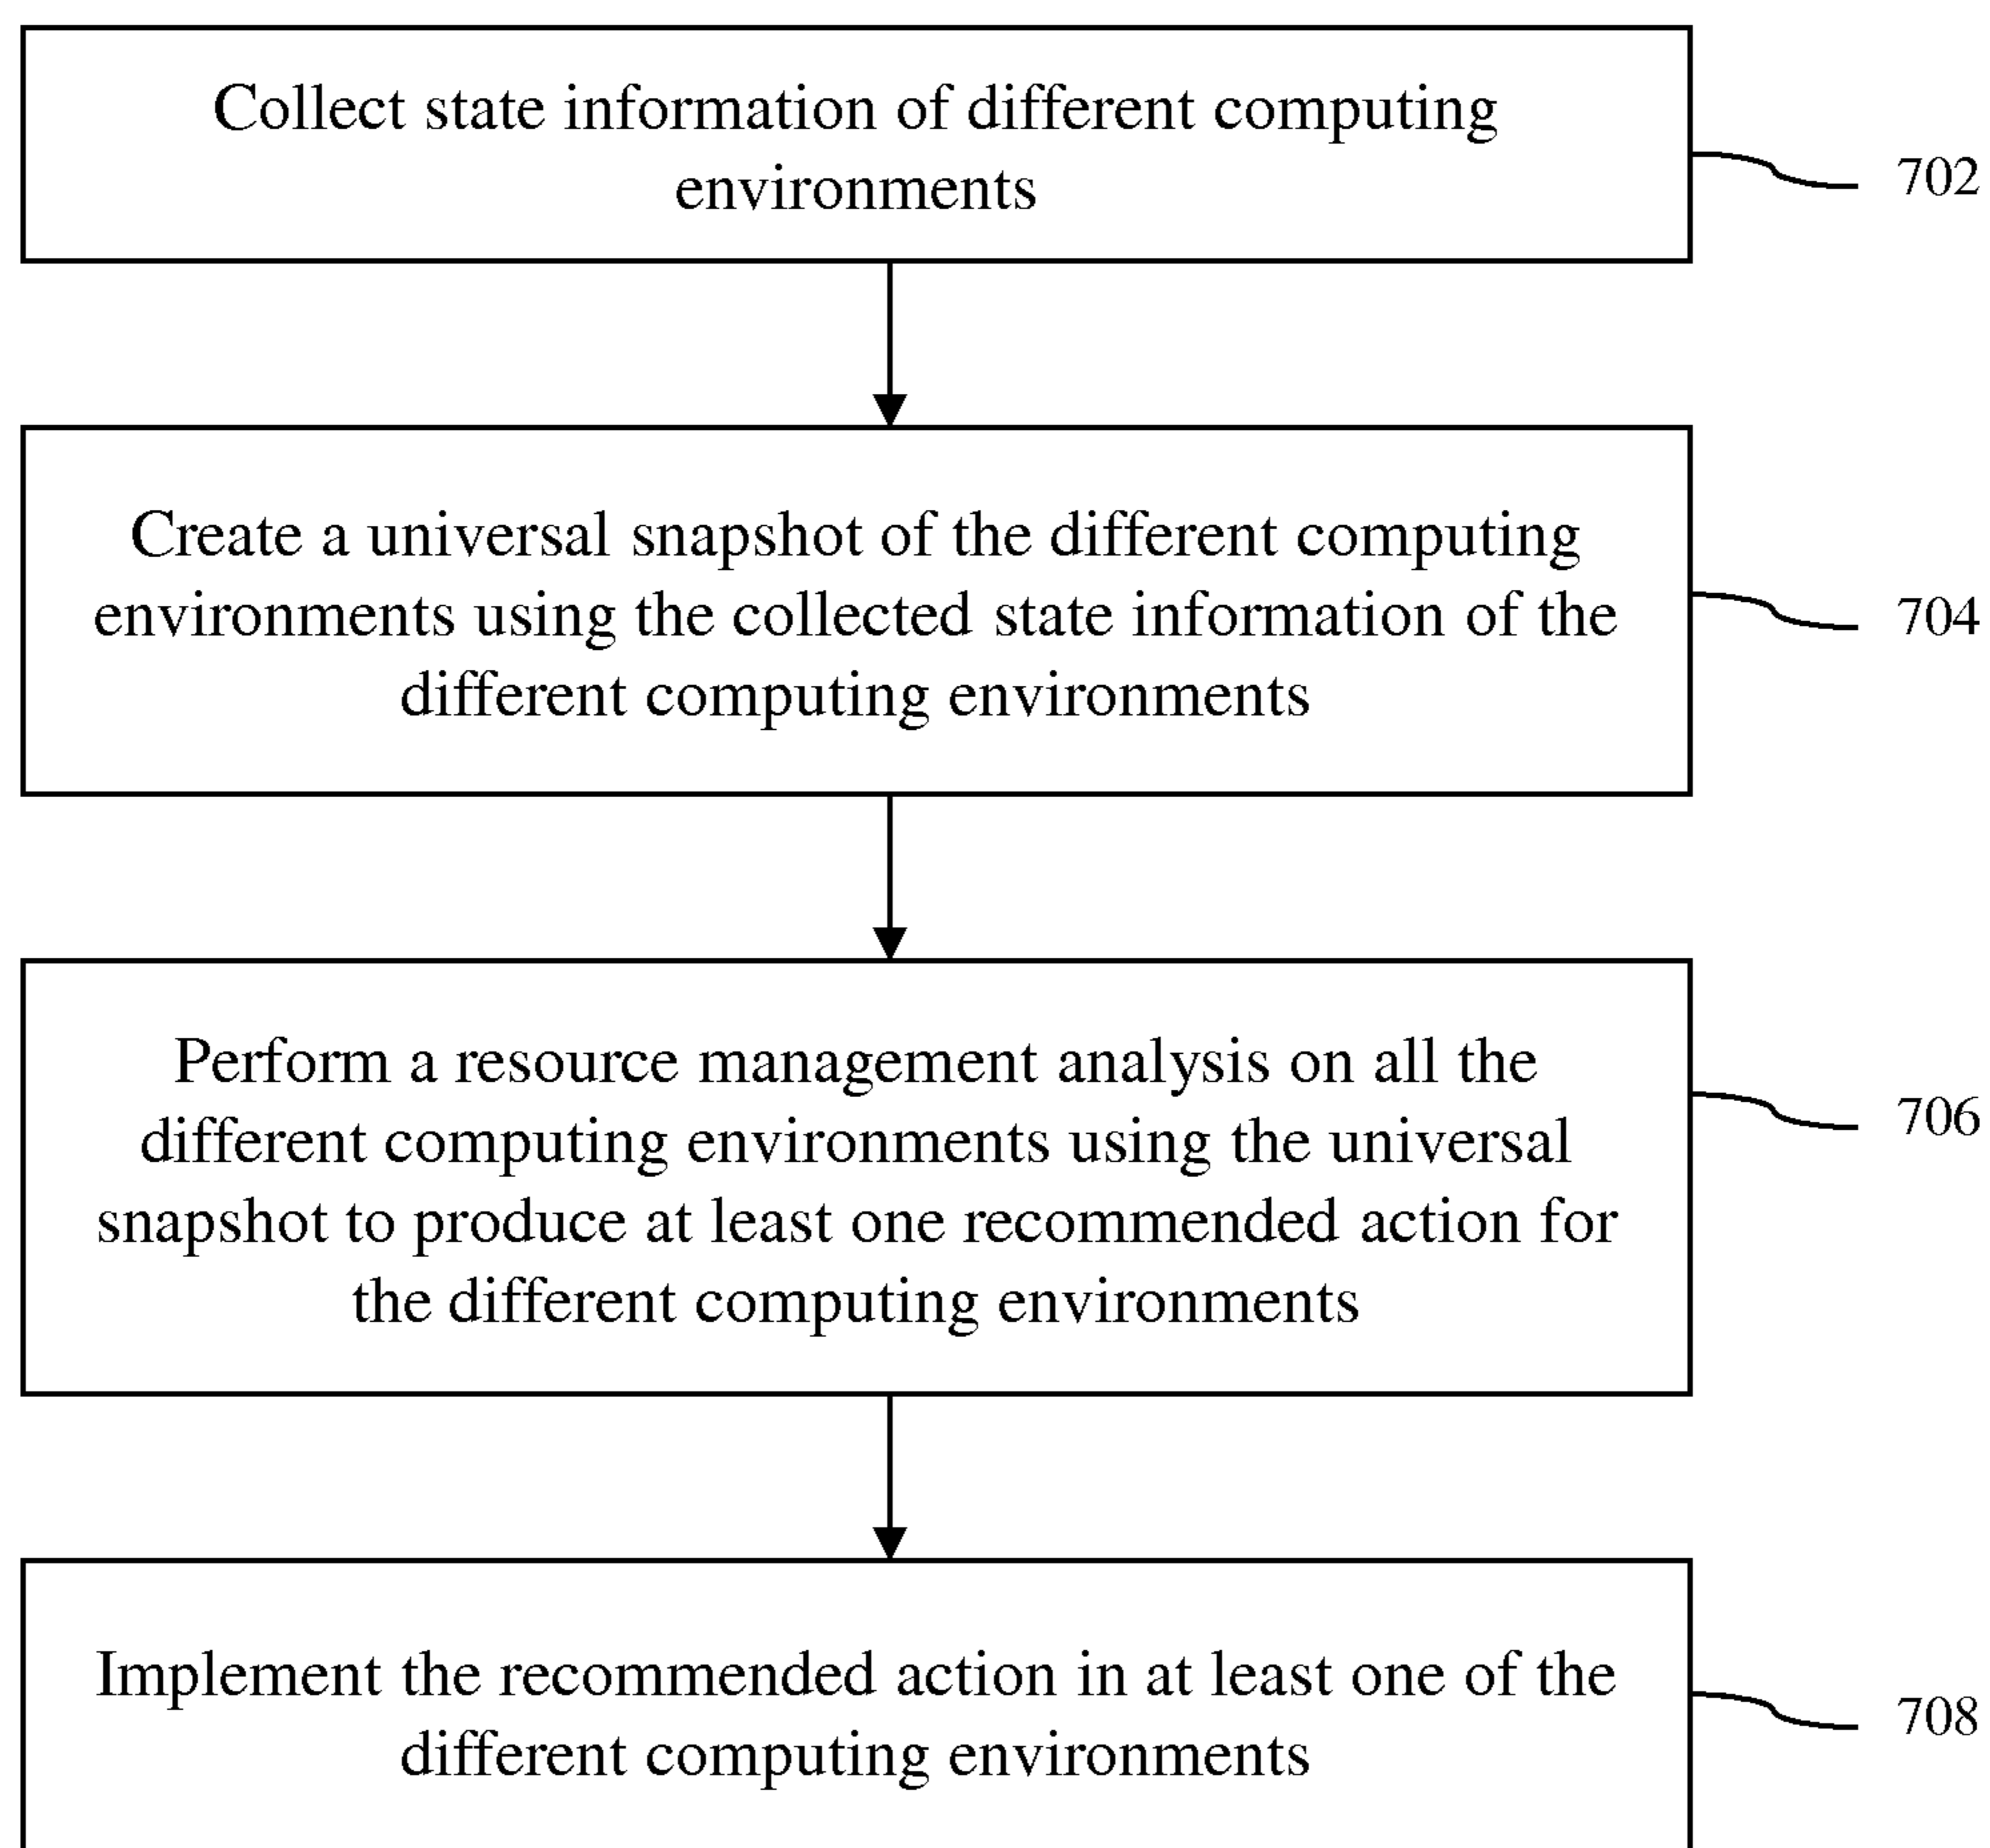 Collect state information of different computing
environments
702
Create a universal snapshot of the different computing
environments using the collected state information of the
different computing environments
704
Perform a resource management analysis on all the
different computing environments using the universal
snapshot to produce at least one recommended action for
the different computing environments
706
Implement the recommended action in at least one of the
different computing environments
708